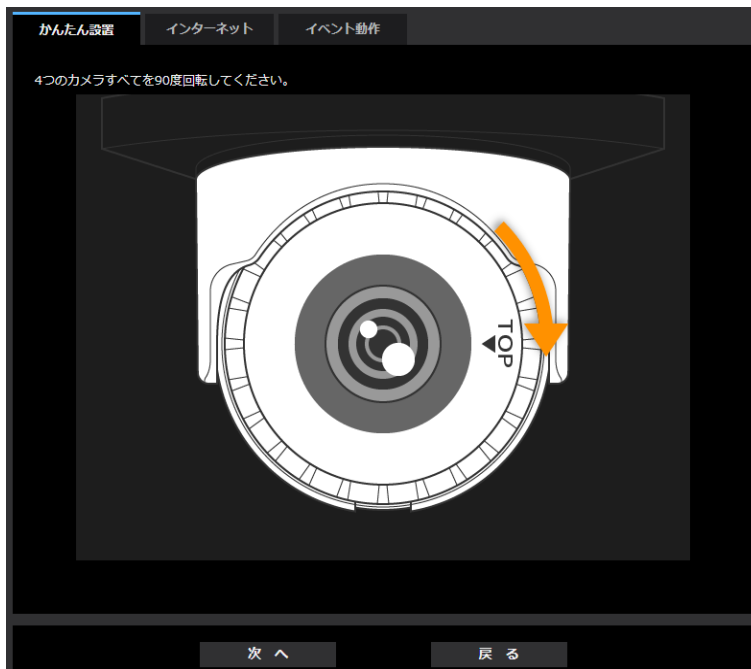 かんたん設置 インターネット イベント動作
4つのカメラすべてを90度回転してください。
TOP
次 へ 戻 る